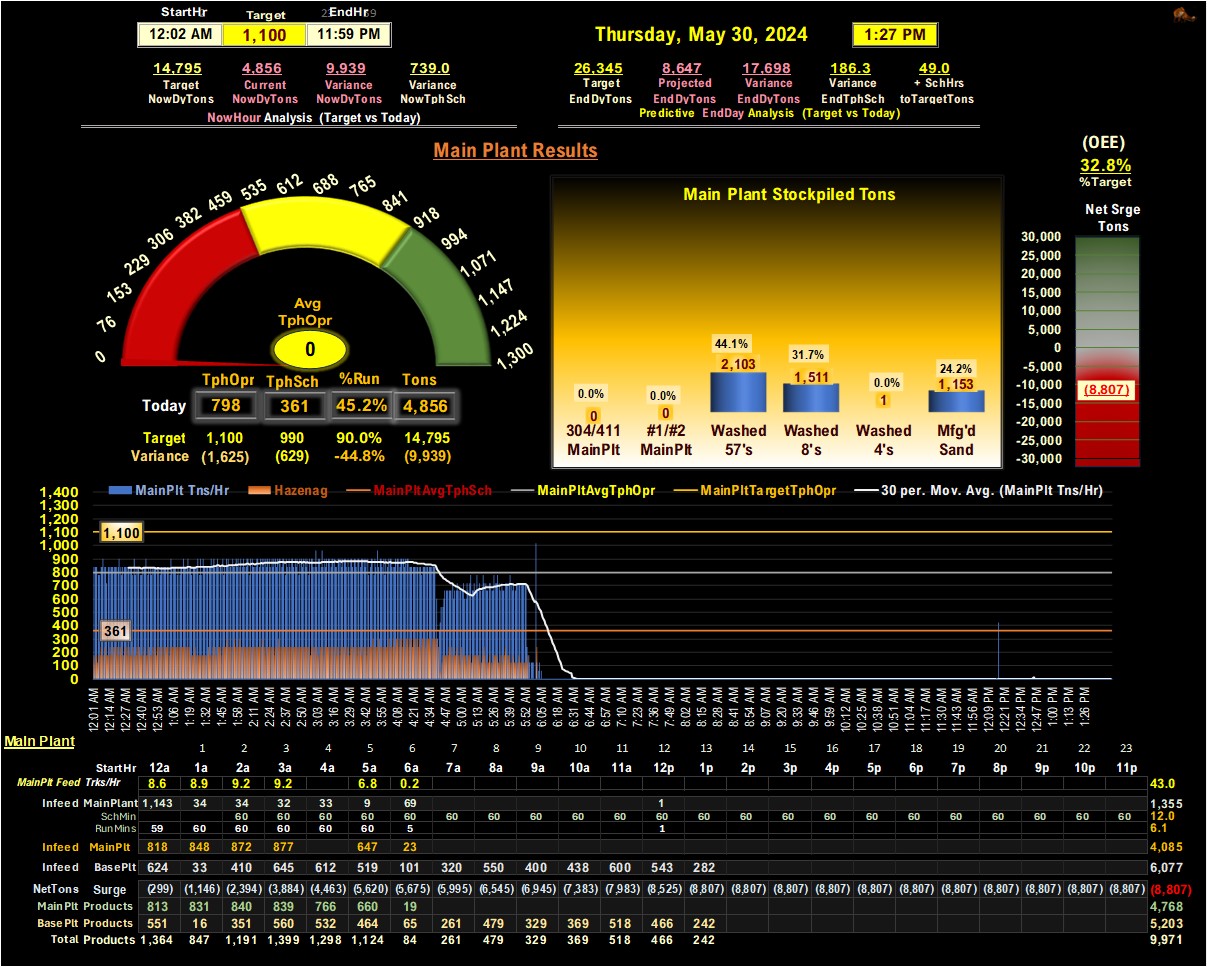 StartHr Target EndHr
12:02 AM 1,100 11:59 PM
Thursday, May 30, 2024 1:27 PM
14,795 4,856 9,939 739.0
Target Current Variance Variance
NowDyTons NowDyTons NowDyTons NowTphSch
NowHour Analysis (Target vs Today)
26,345 8,647 17,698 186.3 49.0
Target Projected Variance Variance + SchHrs
EndDyTons EndDyTons EndDyTons EndTphSch toTargetTons
Predictive EndDay Analysis (Target vs Today)
Main Plant Results
(OEE)
32.8%
%Target
0 76 153 229 306 382 459 535 612 688 765 841 918 994 1,071 1,147 1,224 1,300
Avg
TphOpr
0
TphOpr TphSch %Run Tons
Today 798 361 45.2% 4,856
Target 1,100 990 90.0% 14,795
Variance (1,625) (629) -44.8% (9,939)
Main Plant Stockpiled Tons
0.0% 0.0% 44.1% 31.7% 0.0% 24.2%
0 0 2,103 1,511 1 1,153
304/411 #1/#2 Washed Washed Washed Mfg'd
MainPlt MainPlt 57's 8's 4's Sand
Net Srge
Tons
30,000
25,000
20,000
15,000
10,000
5,000
0
-5,000
-10,000
(8,807)
-15,000
-20,000
-25,000
-30,000
MainPlt Tns/Hr Hazenag MainPltAvgTphSch MainPltAvgTphOpr MainPltTargetTphOpr 30 per. Mov. Avg. (MainPlt Tns/Hr)
1,400
1,300
1,200
1,100
1,100
1,000
900
800
700
600
500
400
361
300
200
100
0
12:01 AM 12:14 AM 12:27 AM 12:40 AM 12:53 AM 1:06 AM 1:19 AM 1:32 AM 1:45 AM 1:58 AM 2:11 AM 2:24 AM 2:37 AM 2:50 AM 3:03 AM 3:16 AM 3:29 AM 3:42 AM 3:55 AM 4:08 AM 4:21 AM 4:34 AM 4:47 AM 5:00 AM 5:13 AM 5:26 AM 5:39 AM 5:52 AM 6:05 AM 6:18 AM 6:31 AM 6:44 AM 6:57 AM 7:10 AM 7:23 AM 7:36 AM 7:49 AM 8:02 AM 8:15 AM 8:28 AM 8:41 AM 8:54 AM 9:07 AM 9:20 AM 9:33 AM 9:46 AM 9:59 AM 10:12 AM 10:25 AM 10:38 AM 10:51 AM 11:04 AM 11:17 AM 11:30 AM 11:43 AM 11:56 AM 12:09 PM 12:21 PM 12:34 PM 12:47 PM 1:00 PM 1:13 PM 1:26 PM
Main Plant
1 2 3 4 5 6 7 8 9 10 11 12 13 14 15 16 17 18 19 20 21 22 23
StartHr 12a 1a 2a 3a 4a 5a 6a 7a 8a 9a 10a 11a 12p 1p 2p 3p 4p 5p 6p 7p 8p 9p 10p 11p
MainPlt Feed Trks/Hr 8.6 8.9 9.2 9.2 6.8 0.2 43.0
Infeed MainPlant 1,143 34 34 32 33 9 69 1 1,355
SchMin 60 60 60 60 60 60 60 60 60 60 60 60 60 60 60 60 60 60 60 60 60 60 12.0
RunMins 59 60 60 60 60 60 5 1 6.1
Infeed MainPlt 818 848 872 877 647 23 4,085
Infeed BasePlt 624 33 410 645 612 519 101 320 550 400 438 600 543 282 6,077
NetTons Surge (299) (1,146) (2,394) (3,884) (4,463) (5,620) (5,675) (5,995) (6,545) (6,945) (7,383) (7,983) (8,525) (8,807) (8,807) (8,807) (8,807) (8,807) (8,807) (8,807) (8,807) (8,807) (8,807) (8,807) (8,807)
MainPlt Products 813 831 840 839 766 660 19 4,768
BasePlt Products 551 16 351 560 532 464 65 261 479 329 369 518 466 242 5,203
Total Products 1,364 847 1,191 1,399 1,298 1,124 84 261 479 329 369 518 466 242 9,971